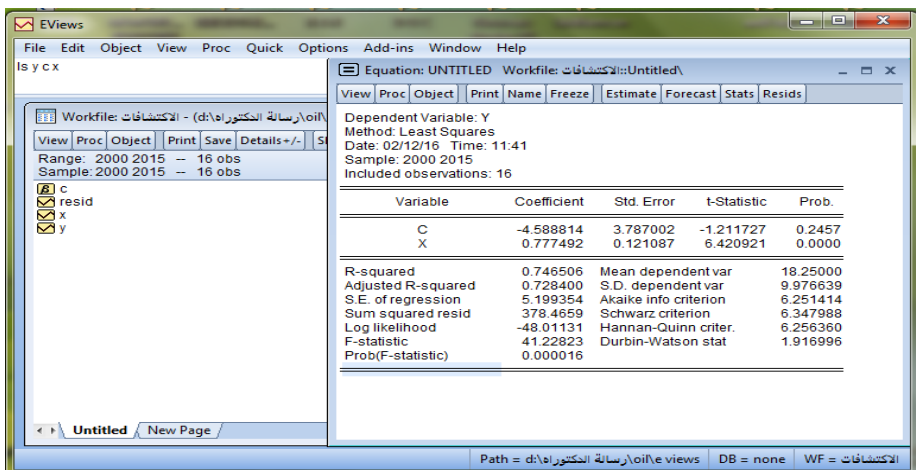 EViews
File Edit Object View Proc Quick Options Add-ins Window Help
ls y c x
Workfile: الاكتشافات - (d:\رسالة الدكتوراه\oil\
View Proc Object Print Save Details+/-
Range: 2000 2015 -- 16 obs
Sample: 2000 2015 -- 16 obs
c
resid
x
y
Untitled New Page
Equation: UNTITLED Workfile: الاكتشافات::Untitled\
View Proc Object Print Name Freeze Estimate Forecast Stats Resids
Dependent Variable: Y
Method: Least Squares
Date: 02/12/16 Time: 11:41
Sample: 2000 2015
Included observations: 16
Variable Coefficient Std. Error t-Statistic Prob.
C -4.588814 3.787002 -1.211727 0.2457
X 0.777492 0.121087 6.420921 0.0000
R-squared 0.746506 Mean dependent var 18.25000
Adjusted R-squared 0.728400 S.D. dependent var 9.976639
S.E. of regression 5.199354 Akaike info criterion 6.251414
Sum squared resid 378.4659 Schwarz criterion 6.347988
Log likelihood -48.01131 Hannan-Quinn criter. 6.256360
F-statistic 41.22823 Durbin-Watson stat 1.916996
Prob(F-statistic) 0.000016
Path = d:\رسالة الدكتوراه\oil\e views DB = none WF = الاكتشافات